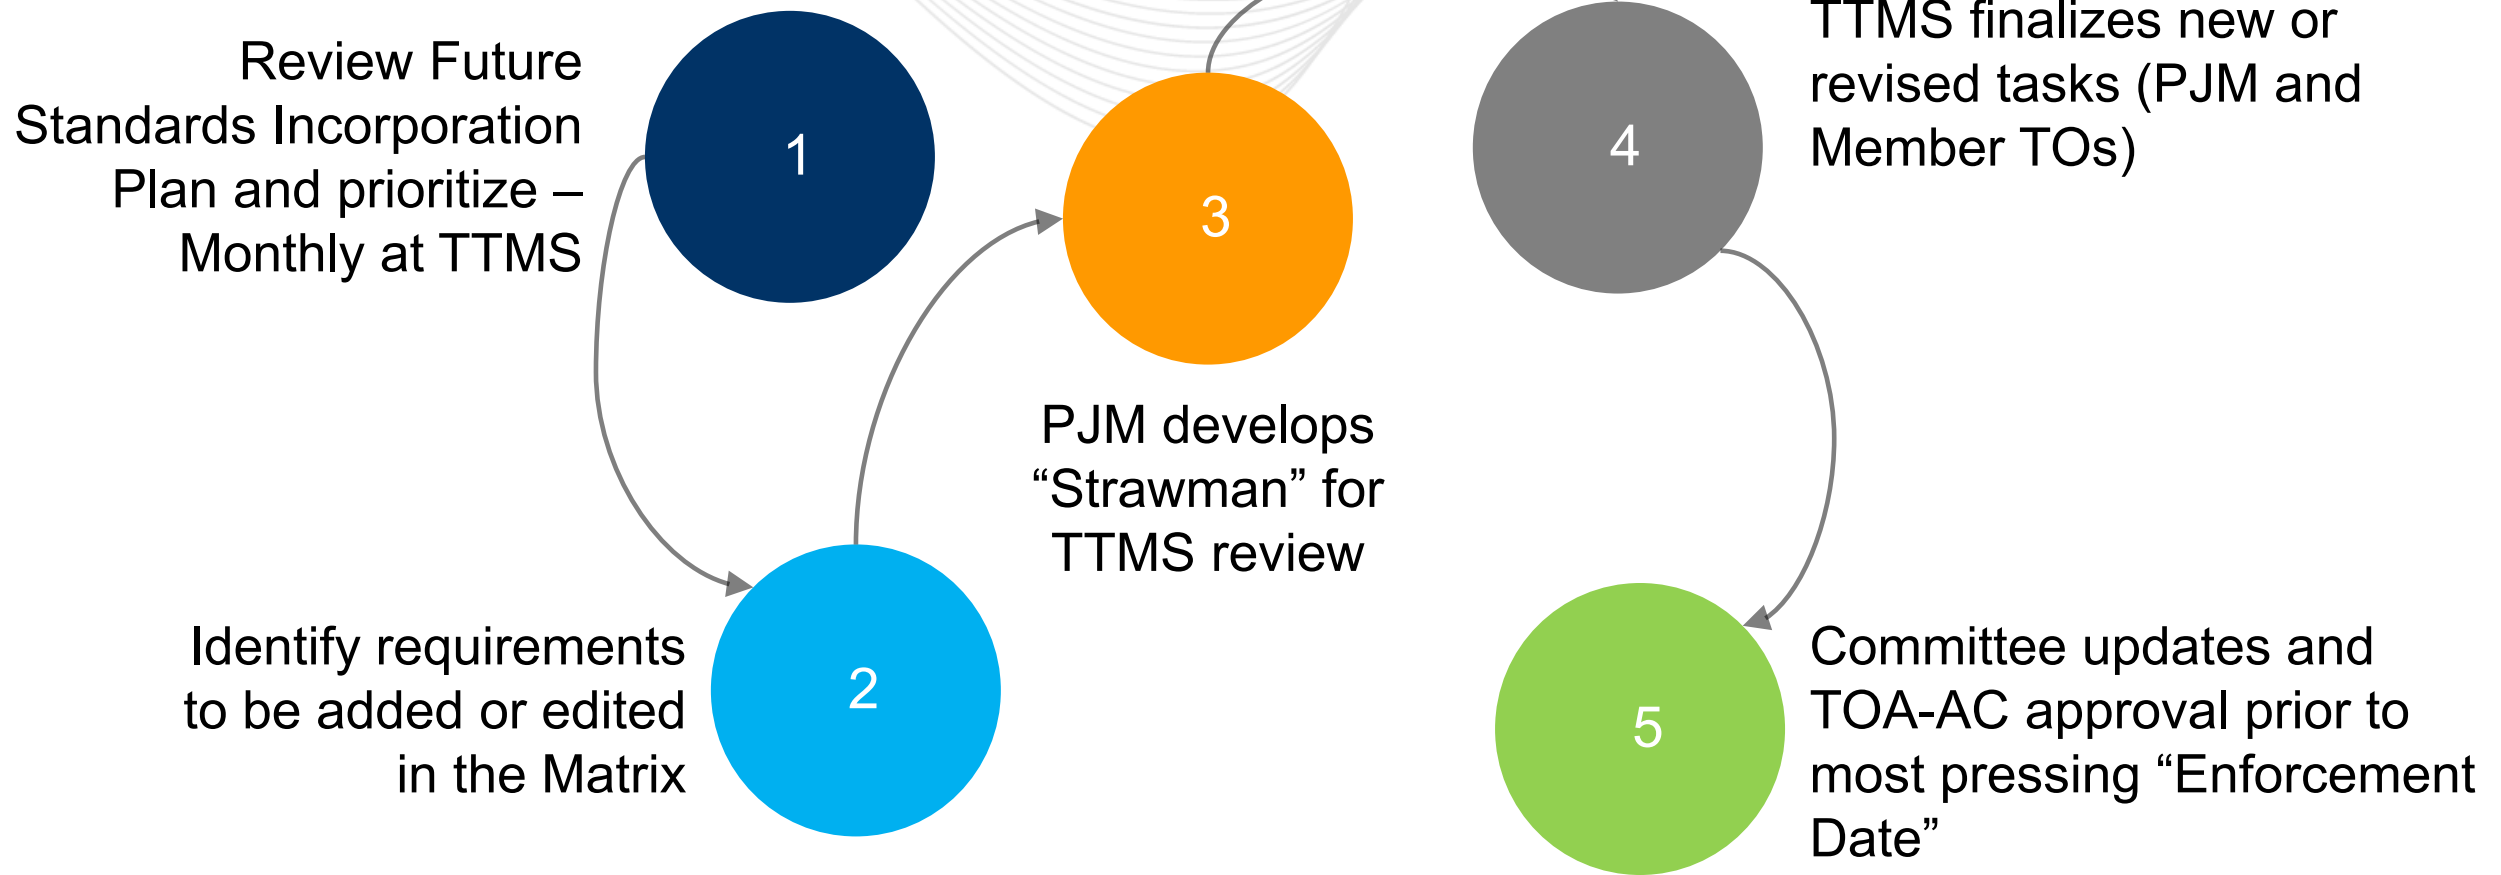 Review Future
Standards Incorporation
Plan and prioritize –
Monthly at TTMS
1
Identify requirements
to be added or edited
in the Matrix
2
3
PJM develops
“Strawman” for
TTMS review
4
TTMS finalizes new or
revised tasks (PJM and
Member TOs)
5
Committee updates and
TOA-AC approval prior to
most pressing “Enforcement
Date”